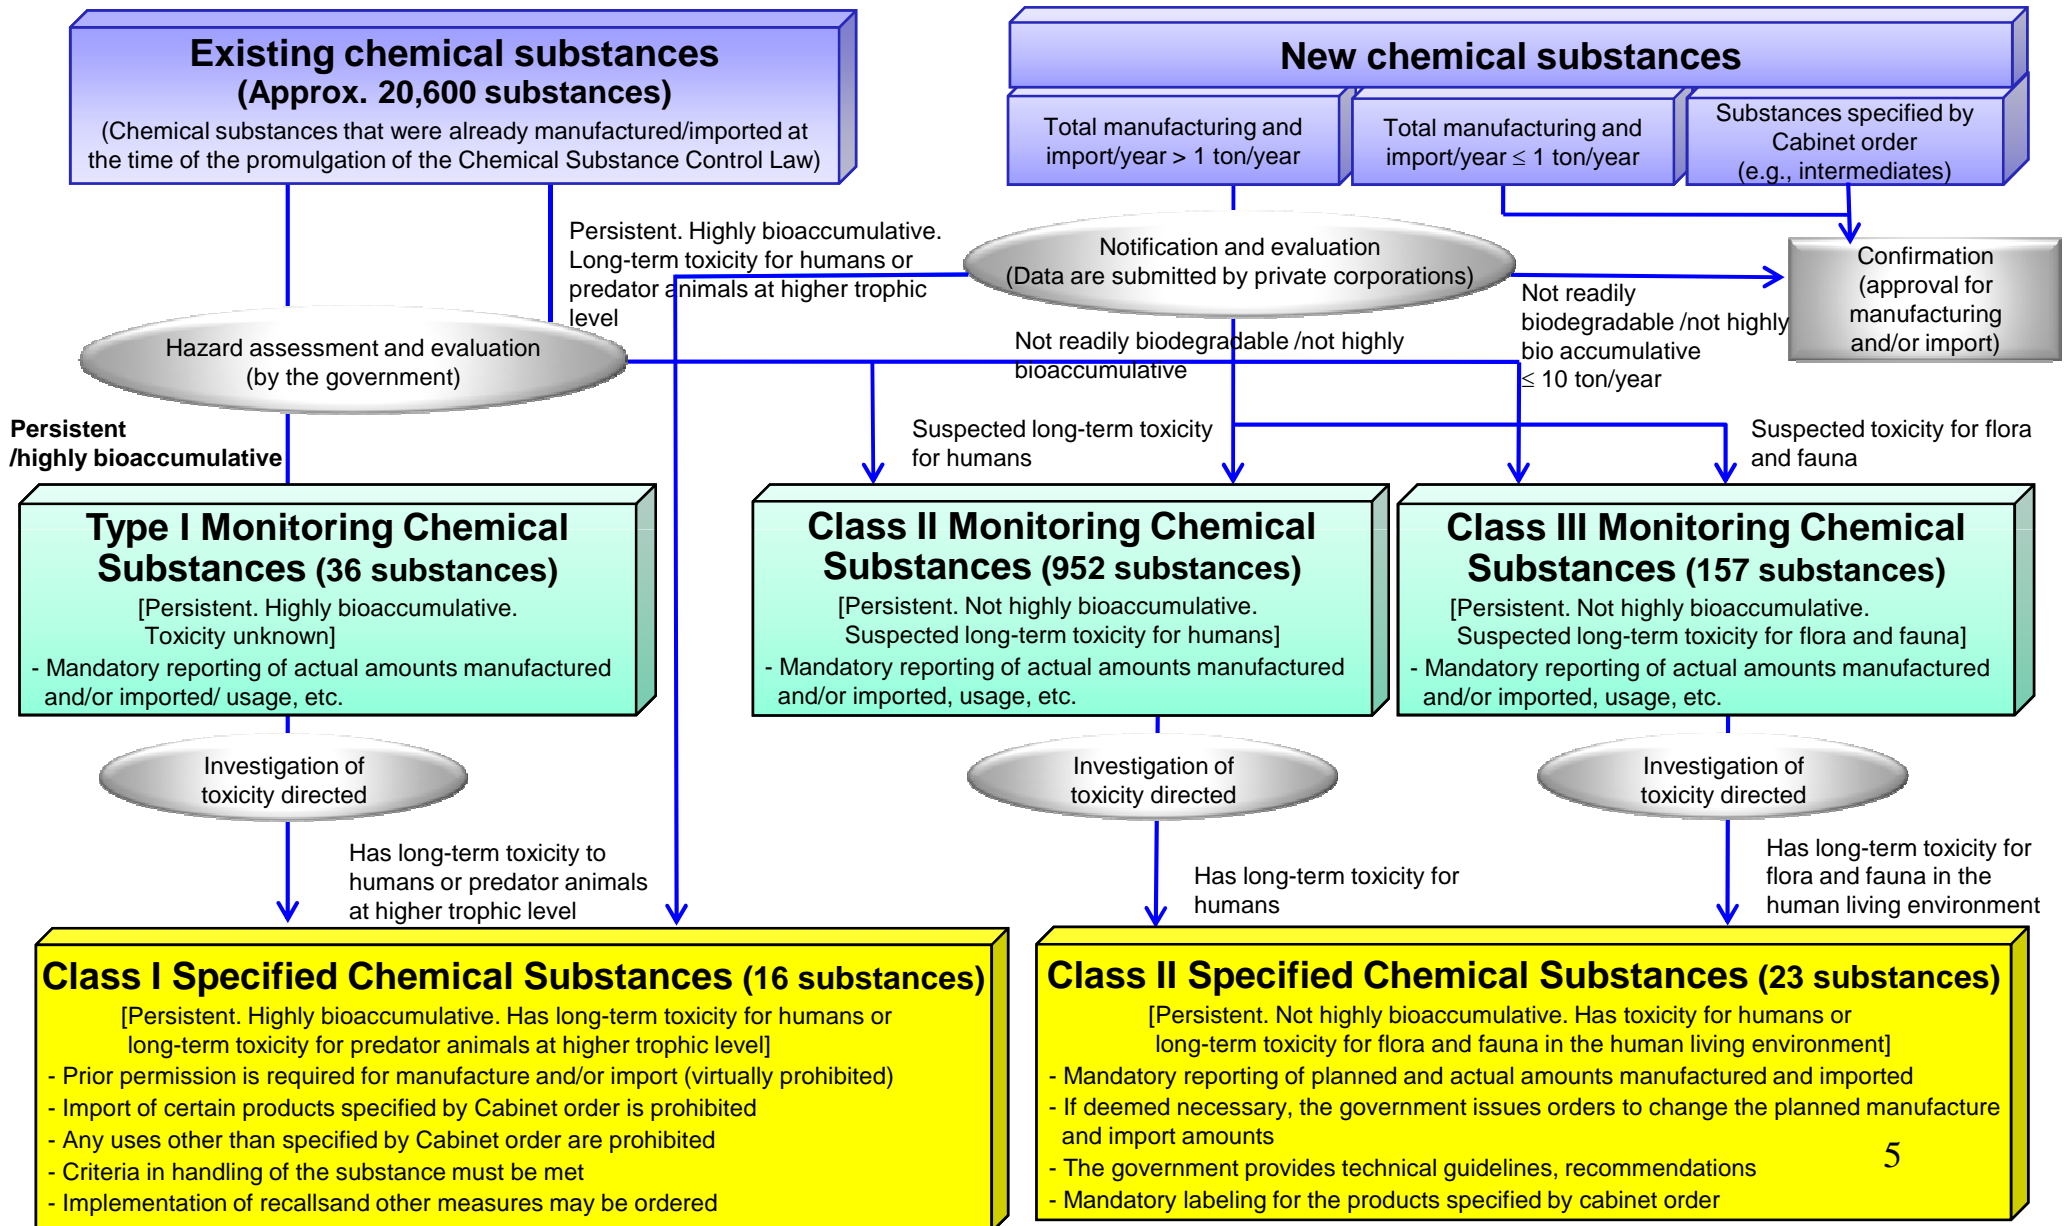 Existing chemical substances
(Approx. 20,600 substances)
(Chemical substances that were already manufactured/imported at
the time of the promulgation of the Chemical Substance Control Law)
New chemical substances
Total manufacturing and
import/year > 1 ton/year
Total manufacturing and
import/year ≤ 1 ton/year
Substances specified by
Cabinet order
(e.g., intermediates)
Persistent. Highly bioaccumulative.
Long-term toxicity for humans or
predator animals at higher trophic
level
Notification and evaluation
(Data are submitted by private corporations)
Confirmation
(approval for
manufacturing
and/or import)
Not readily
biodegradable /not highly
bio accumulative
≤ 10 ton/year
Hazard assessment and evaluation
(by the government)
Not readily biodegradable /not highly
bioaccumulative
Persistent
/highly bioaccumulative
Suspected long-term toxicity
for humans
Suspected toxicity for flora
and fauna
Type I Monitoring Chemical
Substances (36 substances)
[Persistent. Highly bioaccumulative.
Toxicity unknown]
- Mandatory reporting of actual amounts manufactured
and/or imported/ usage, etc.
Class II Monitoring Chemical
Substances (952 substances)
[Persistent. Not highly bioaccumulative.
Suspected long-term toxicity for humans]
- Mandatory reporting of actual amounts manufactured
and/or imported, usage, etc.
Class III Monitoring Chemical
Substances (157 substances)
[Persistent. Not highly bioaccumulative.
Suspected long-term toxicity for flora and fauna]
- Mandatory reporting of actual amounts manufactured
and/or imported, usage, etc.
Investigation of
toxicity directed
Investigation of
toxicity directed
Investigation of
toxicity directed
Has long-term toxicity to
humans or predator animals
at higher trophic level
Has long-term toxicity for
humans
Has long-term toxicity for
flora and fauna in the
human living environment
Class I Specified Chemical Substances (16 substances)
[Persistent. Highly bioaccumulative. Has long-term toxicity for humans or
long-term toxicity for predator animals at higher trophic level]
- Prior permission is required for manufacture and/or import (virtually prohibited)
- Import of certain products specified by Cabinet order is prohibited
- Any uses other than specified by Cabinet order are prohibited
- Criteria in handling of the substance must be met
- Implementation of recallsand other measures may be ordered
Class II Specified Chemical Substances (23 substances)
[Persistent. Not highly bioaccumulative. Has toxicity for humans or
long-term toxicity for flora and fauna in the human living environment]
- Mandatory reporting of planned and actual amounts manufactured and imported
- If deemed necessary, the government issues orders to change the planned manufacture
and import amounts
- The government provides technical guidelines, recommendations
- Mandatory labeling for the products specified by cabinet order
5